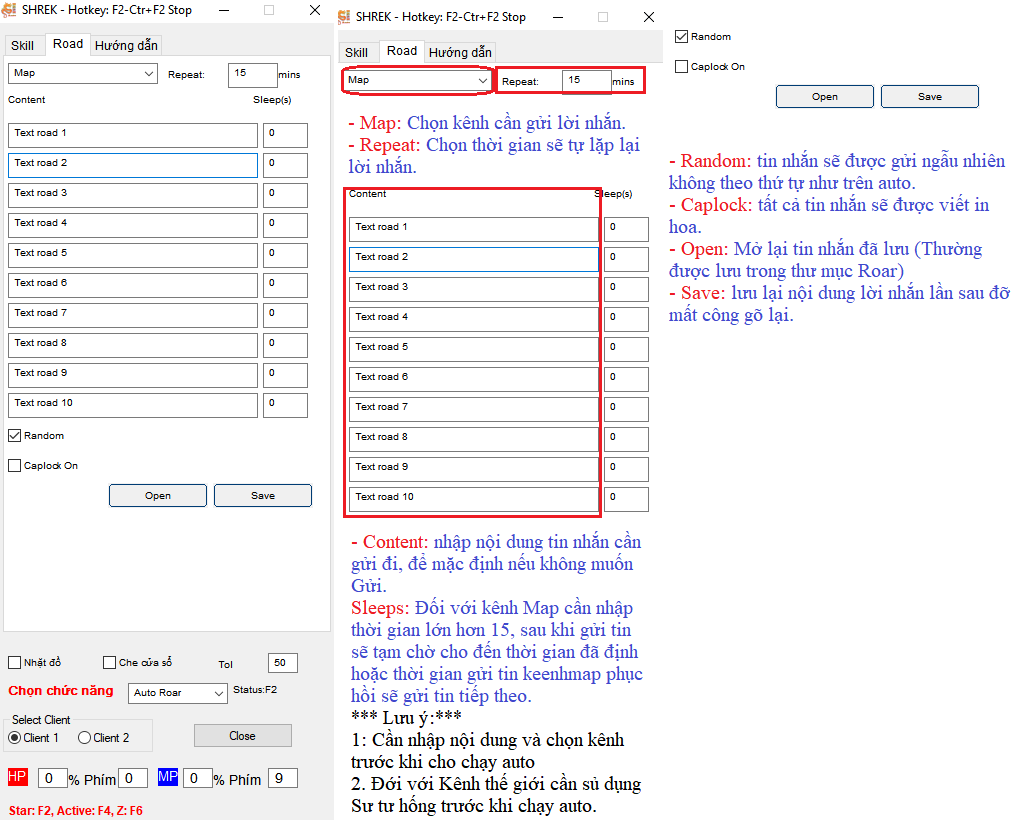 SHREK - Hotkey: F2-Ctr+F2 Stop
Skill Road Hướng dẫn
Map Repeat: 15 mins
Content Sleep(s)
Text road 1 0
Text road 2 0
Text road 3 0
Text road 4 0
Text road 5 0
Text road 6 0
Text road 7 0
Text road 8 0
Text road 9 0
Text road 10 0
Random
Caplock On
Open Save
Nhặt đồ Che cửa sổ Tol 50
Chọn chức năng Auto Roar Status:F2
Select Client
Client 1 Client 2 Close
HP 0 % Phím 0 MP 0 % Phím 9
Star: F2, Active: F4, Z: F6
SHREK - Hotkey: F2-Ctr+F2 Stop
Skill Road Hướng dẫn
Map Repeat: 15 mins
- Map: Chọn kênh cần gửi lời nhắn.
- Repeat: Chọn thời gian sẽ tự lặp lại
lời nhắn.
Content Sleep(s)
Text road 1 0
Text road 2 0
Text road 3 0
Text road 4 0
Text road 5 0
Text road 6 0
Text road 7 0
Text road 8 0
Text road 9 0
Text road 10 0
- Content: nhập nội dung tin nhắn cần
gửi đi, để mặc định nếu không muốn
Gửi.
Sleeps: Đối với kênh Map cần nhập
thời gian lớn hơn 15, sau khi gửi tin
sẽ tạm chờ cho đến thời gian đã định
hoặc thời gian gửi tin keenhmap phục
hồi sẽ gửi tin tiếp theo.
*** Lưu ý:***
1: Cần nhập nội dung và chọn kênh
trước khi cho chạy auto
2. Đới với Kênh thế giới cần sủ dụng
Sư tư hống trước khi chạy auto.
Random
Caplock On
Open Save
- Random: tin nhắn sẽ được gửi ngẫu nhiên
không theo thứ tự như trên auto.
- Caplock: tất cả tin nhắn sẽ được viết in
hoa.
- Open: Mở lại tin nhắn đã lưu (Thường
được lưu trong thư mục Roar)
- Save: lưu lại nội dung lời nhắn lần sau đỡ
mất công gõ lại.